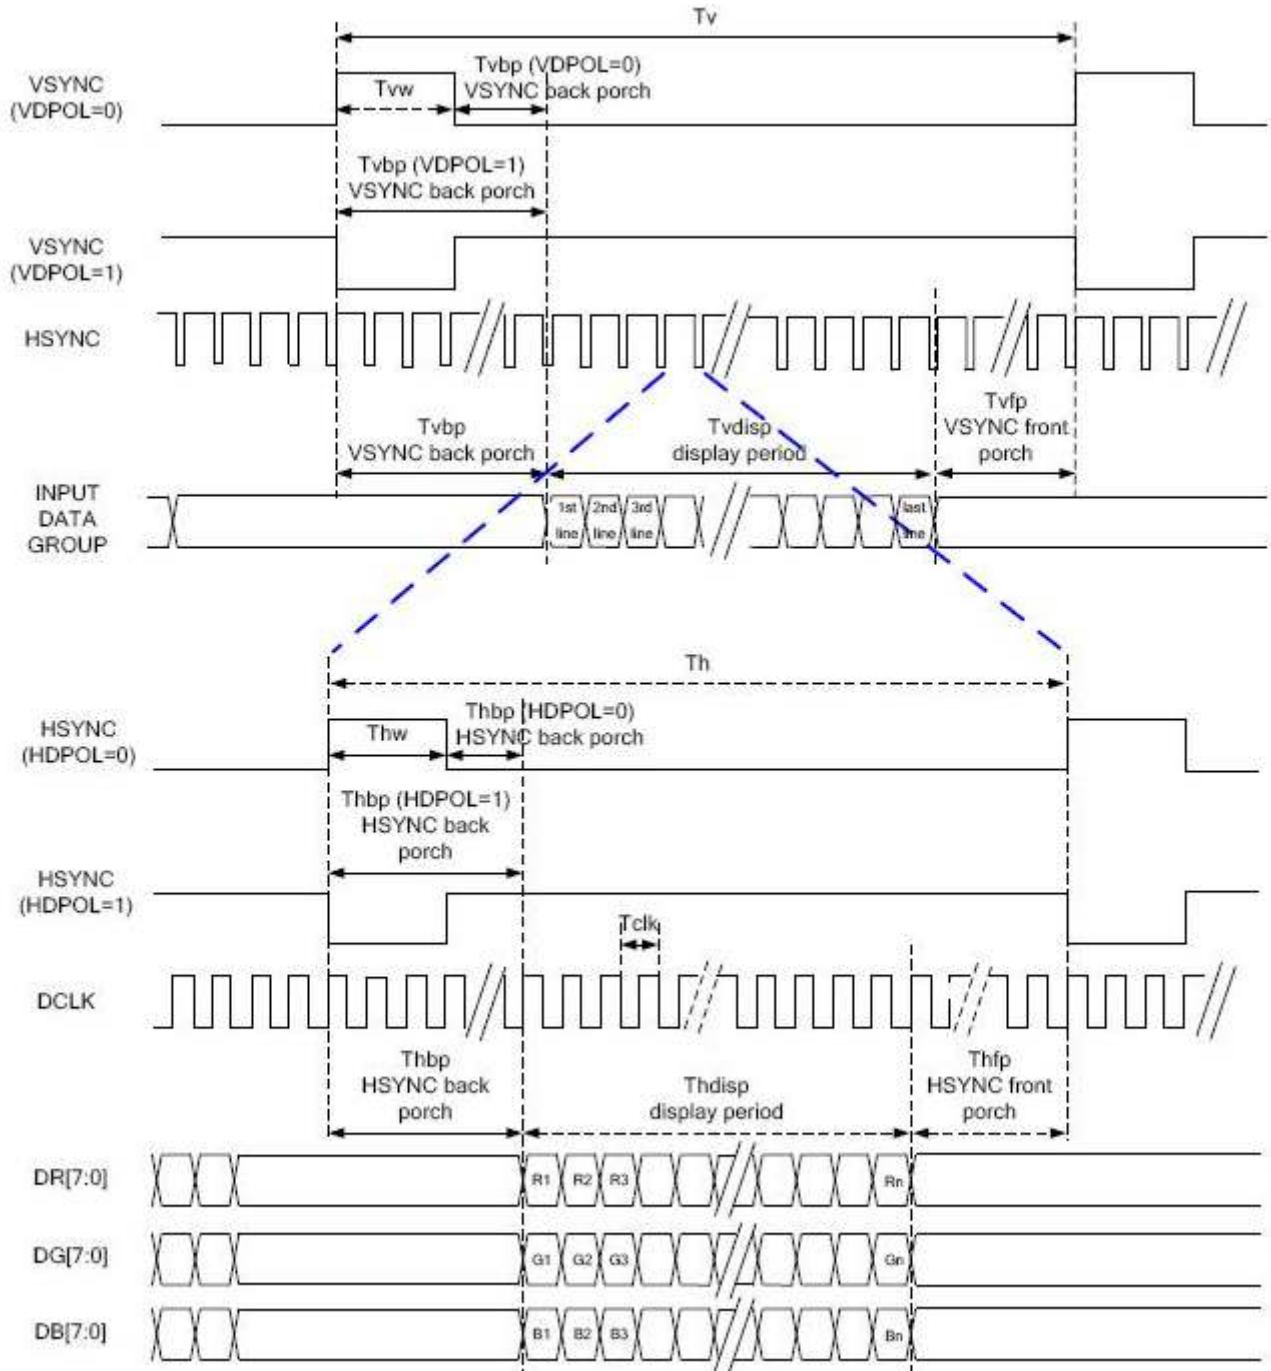 Tv
VSYNC
(VDPOL=0)
Tvw
Tvbp (VDPOL=0)
VSYNC back porch
Tvbp (VDPOL=1)
VSYNC back porch
VSYNC
(VDPOL=1)
HSYNC
Tvbp
VSYNC back porch
Tvdisp
display period
Tvfp
VSYNC front
porch
INPUT
DATA
GROUP
1st
line
2nd
line
3rd
line
last
line
Th
HSYNC
(HDPOL=0)
Thw
Thbp (HDPOL=0)
HSYNC back porch
Thbp (HDPOL=1)
HSYNC back
porch
HSYNC
(HDPOL=1)
Tclk
DCLK
Thbp
HSYNC back
porch
Thdisp
display period
Thfp
HSYNC front
porch
DR[7:0]
R1 R2 R3 Rn
DG[7:0]
G1 G2 G3 Gn
DB[7:0]
B1 B2 B3 Bn